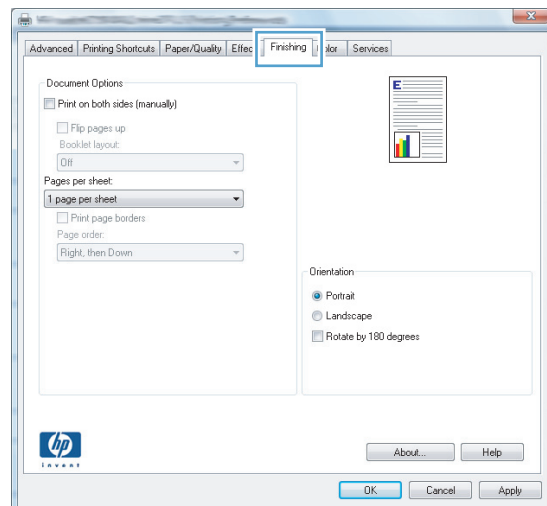 Advanced Printing Shortcuts Paper/Quality Effec Finishing olor Services
Document Options
Print on both sides (manually)
Flip pages up
Booklet layout:
Off
Pages per sheet:
1 page per sheet
Print page borders
Page order:
Right, then Down
E
Orientation
Portrait
Landscape
Rotate by 180 degrees
hp
invent
About... Help
OK Cancel Apply